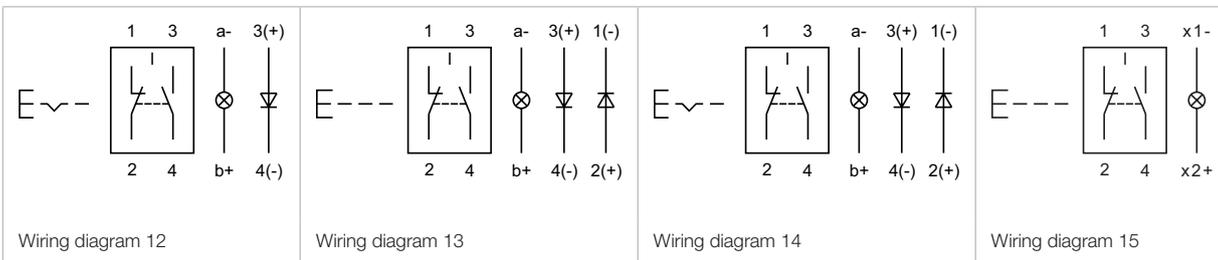 1 3 a- 3(+)
2 4 b+ 4(-)
Wiring diagram 12
1 3 a- 3(+) 1(-)
2 4 b+ 4(-) 2(+)
Wiring diagram 13
1 3 a- 3(+) 1(-)
2 4 b+ 4(-) 2(+)
Wiring diagram 14
1 3 x1-
2 4 x2+
Wiring diagram 15